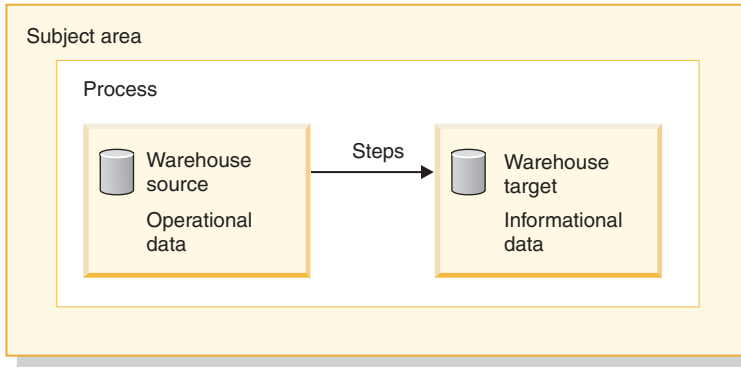 Subject area
Process
Warehouse
source
Operational
data
Steps
Warehouse
target
Informational
data